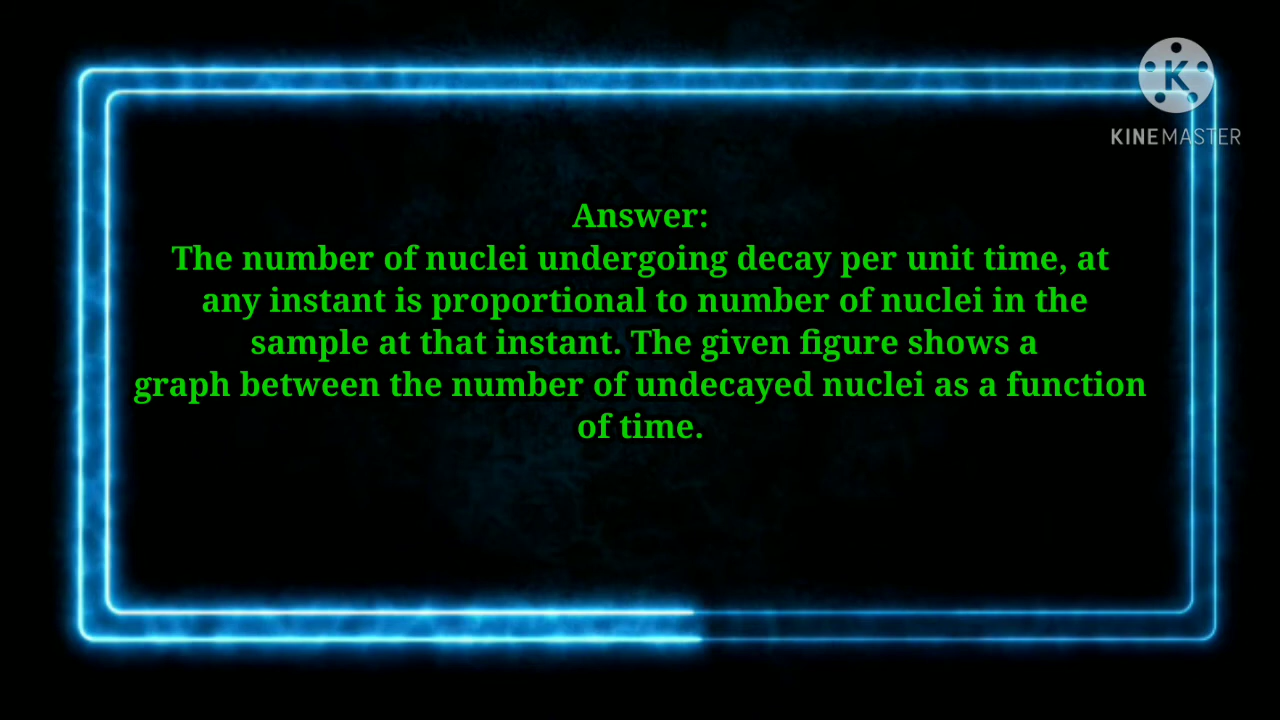 K
KINEMASTER
Answer:
The number of nuclei undergoing decay per unit time, at
any instant is proportional to number of nuclei in the
sample at that instant. The given figure shows a
graph between the number of undecayed nuclei as a function
of time.